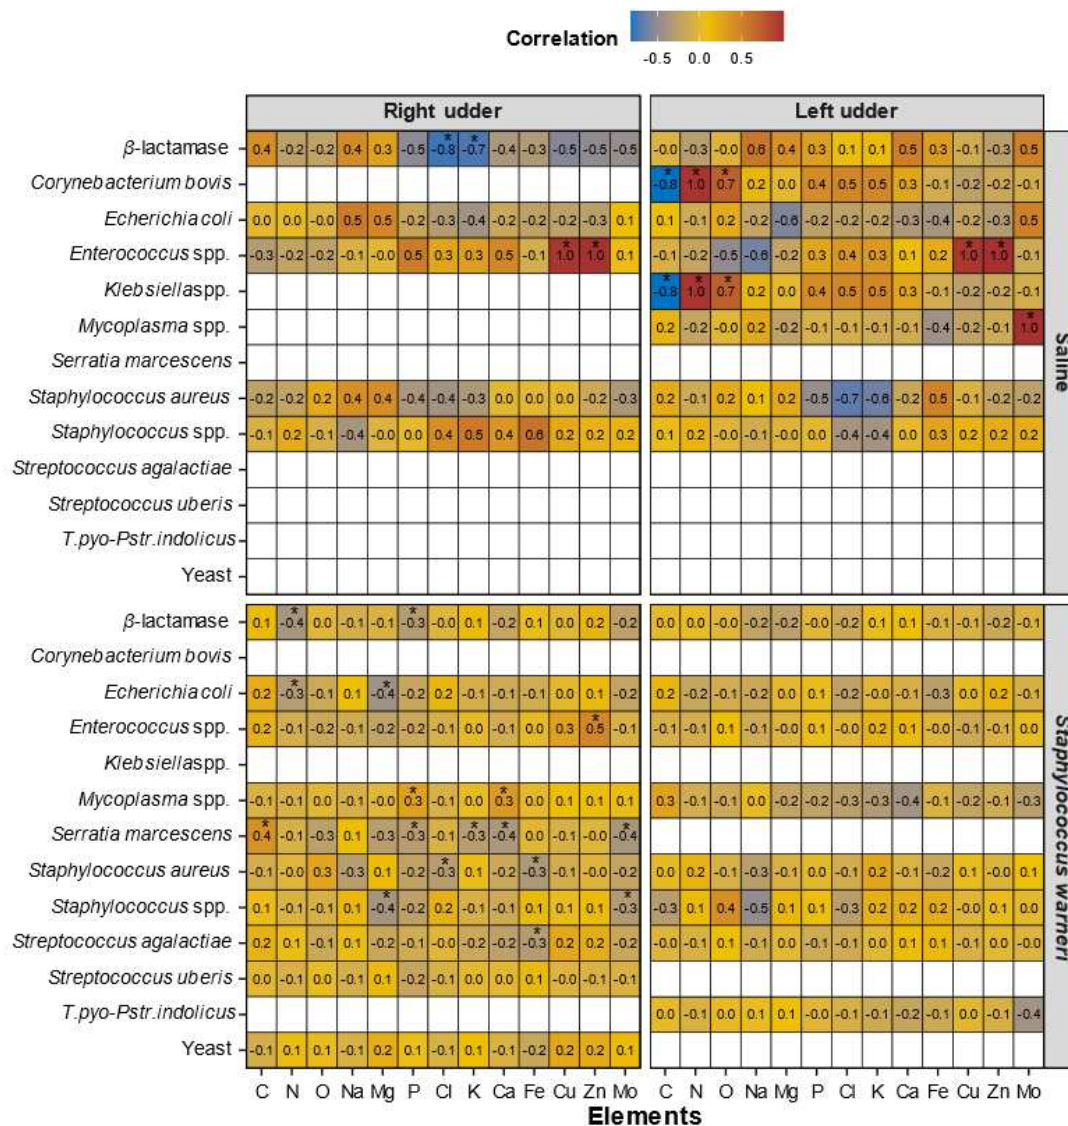 Correlation
-0.5 0.0 0.5
Right udder Left udder
β-lactamase 0.4 -0.2 -0.2 0.4 0.3 -0.5 -0.8* -0.7* -0.4 -0.3 -0.5 -0.5 -0.5 -0.0 -0.3 -0.0 0.6 0.4 0.3 0.1 0.1 0.5 0.3 -0.1 -0.3 0.5
Corynebacterium bovis -0.8* 1.0* 0.7* 0.2 0.0 0.4 0.5 0.5 0.3 -0.1 -0.2 -0.2 -0.1
Escherichia coli 0.0 0.0 -0.0 0.5 0.5 -0.2 -0.3 -0.4 -0.2 -0.2 -0.2 -0.3 0.1 0.1 -0.1 0.2 -0.2 -0.6 -0.2 -0.2 -0.2 -0.3 -0.4 -0.2 -0.3 0.5
Enterococcus spp. -0.3 -0.2 -0.2 -0.1 -0.0 0.5 0.3 0.3 0.5 -0.1 1.0* 1.0* 0.1 -0.1 -0.2 -0.5 -0.6 -0.2 0.3 0.4 0.3 0.1 0.2 1.0* 1.0* -0.1
Klebsiella spp. -0.8* 1.0* 0.7* 0.2 0.0 0.4 0.5 0.5 0.3 -0.1 -0.2 -0.2 -0.1
Mycoplasma spp. 0.2 -0.2 -0.0 0.2 -0.2 -0.1 -0.1 -0.1 -0.1 -0.4 -0.2 -0.1 1.0*
Serratia marcescens
Staphylococcus aureus -0.2 -0.2 0.2 0.4 0.4 -0.4 -0.4 -0.3 0.0 0.0 0.0 -0.2 -0.3 0.2 -0.1 0.2 0.1 0.2 -0.5 -0.7 -0.6 -0.2 0.5 -0.1 -0.2 -0.2
Staphylococcus spp. -0.1 0.2 -0.1 -0.4 -0.0 0.0 0.4 0.5 0.4 0.6 0.2 0.2 0.2 0.1 0.2 -0.0 -0.1 -0.0 0.0 -0.4 -0.4 0.0 0.3 0.2 0.2 0.2
Streptococcus agalactiae
Streptococcus uberis
T.pyo-Pstr.indolicus
Yeast
Saline
β-lactamase 0.1 -0.4* 0.0 -0.1 -0.1 -0.3* -0.0 0.1 -0.2 0.1 0.0 0.2 -0.2 0.0 0.0 -0.0 -0.2 -0.2 -0.0 -0.2 0.1 0.1 -0.1 -0.1 -0.2 -0.1
Corynebacterium bovis
Escherichia coli 0.2 -0.3* -0.1 0.1 -0.4* -0.2 0.2 -0.1 -0.1 -0.1 0.0 0.1 -0.2 0.2 -0.2 -0.1 -0.2 0.0 0.1 -0.2 -0.0 -0.1 -0.3 0.0 0.2 -0.1
Enterococcus spp. 0.2 -0.1 -0.2 -0.1 -0.2 -0.2 -0.1 0.0 -0.1 -0.1 0.3 0.5* -0.1 -0.1 -0.1 0.1 -0.1 -0.0 0.1 -0.0 0.2 0.1 -0.0 -0.1 -0.1 0.0
Klebsiella spp.
Mycoplasma spp. -0.1 -0.1 0.0 -0.1 -0.0 0.3* -0.1 0.0 0.3* 0.0 0.1 0.1 0.1 0.3 -0.1 -0.1 0.0 -0.2 -0.2 -0.3 -0.3 -0.4 -0.1 -0.2 -0.1 -0.3
Serratia marcescens 0.4* -0.1 -0.3 0.1 -0.3 -0.3* -0.1 -0.3* -0.4* 0.0 -0.1 -0.0 -0.4*
Staphylococcus aureus -0.1 -0.0 0.3 -0.3 0.1 -0.2 -0.3* 0.1 -0.2 -0.3* -0.1 -0.0 -0.2 0.0 0.2 -0.1 -0.3 -0.1 -0.1 -0.1 0.2 -0.1 -0.2 0.1 -0.0 0.1
Staphylococcus spp. 0.1 -0.1 -0.1 0.1 -0.4* -0.2 0.2 -0.1 -0.1 0.1 0.1 0.1 -0.3* -0.3 0.1 0.4 -0.5 0.1 0.1 -0.3 0.2 0.2 0.2 -0.0 0.1 0.0
Streptococcus agalactiae 0.2 0.1 -0.1 0.1 -0.2 -0.1 -0.0 -0.2 -0.2 -0.3* 0.2 0.2 -0.2 -0.0 -0.0 0.1 -0.1 0.0 -0.1 -0.1 0.0 0.1 0.1 -0.1 0.0 -0.0
Streptococcus uberis 0.0 -0.1 0.0 -0.1 0.1 -0.2 -0.1 0.0 0.0 0.1 -0.0 -0.1 -0.1
T.pyo-Pstr.indolicus 0.0 -0.1 0.0 0.1 0.1 -0.0 -0.1 -0.1 -0.2 -0.1 0.0 -0.1 -0.4
Yeast -0.1 0.1 0.1 -0.1 0.2 0.1 -0.1 0.1 -0.1 -0.2 0.2 0.2 0.1
Staphylococcus warneri
C N O Na Mg P Cl K Ca Fe Cu Zn Mo C N O Na Mg P Cl K Ca Fe Cu Zn Mo
Elements